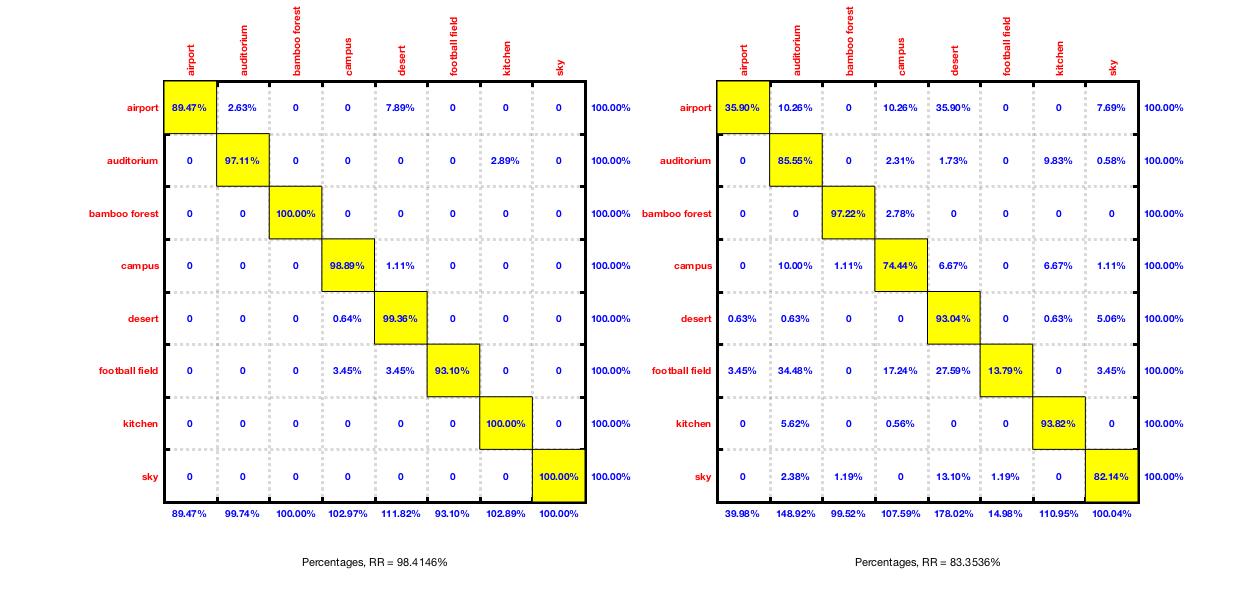 airport auditorium bamboo forest campus desert football field kitchen sky
airport 89.47% 2.63% 0 0 7.89% 0 0 0 100.00%
auditorium 0 97.11% 0 0 0 0 2.89% 0 100.00%
bamboo forest 0 0 100.00% 0 0 0 0 0 100.00%
campus 0 0 0 98.89% 1.11% 0 0 0 100.00%
desert 0 0 0 0.64% 99.36% 0 0 0 100.00%
football field 0 0 0 3.45% 3.45% 93.10% 0 0 100.00%
kitchen 0 0 0 0 0 0 100.00% 0 100.00%
sky 0 0 0 0 0 0 0 100.00% 100.00%
89.47% 99.74% 100.00% 102.97% 111.82% 93.10% 102.89% 100.00%
Percentages, RR = 98.4146%
airport auditorium bamboo forest campus desert football field kitchen sky
airport 35.90% 10.26% 0 10.26% 35.90% 0 0 7.69% 100.00%
auditorium 0 85.55% 0 2.31% 1.73% 0 9.83% 0.58% 100.00%
bamboo forest 0 0 97.22% 2.78% 0 0 0 0 100.00%
campus 0 10.00% 1.11% 74.44% 6.67% 0 6.67% 1.11% 100.00%
desert 0.63% 0.63% 0 0 93.04% 0 0.63% 5.06% 100.00%
football field 3.45% 34.48% 0 17.24% 27.59% 13.79% 0 3.45% 100.00%
kitchen 0 5.62% 0 0.56% 0 0 93.82% 0 100.00%
sky 0 2.38% 1.19% 0 13.10% 1.19% 0 82.14% 100.00%
39.98% 148.92% 99.52% 107.59% 178.02% 14.98% 110.95% 100.04%
Percentages, RR = 83.3536%